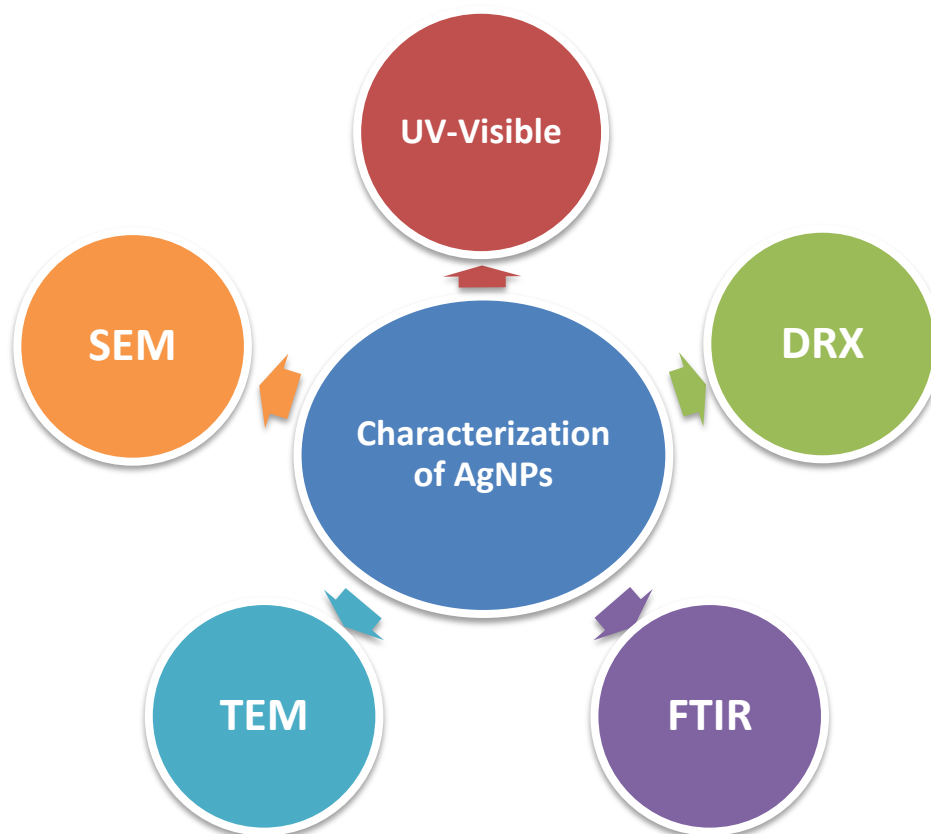 UV-Visible
SEM
DRX
Characterization
of AgNPs
TEM
FTIR